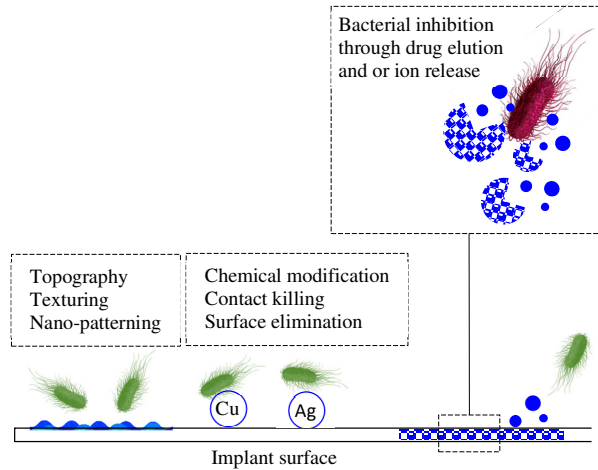 Bacterial inhibition
through drug elution
and or ion release
Topography
Texturing
Nano-patterning
Chemical modification
Contact killing
Surface elimination
Cu
Ag
Implant surface